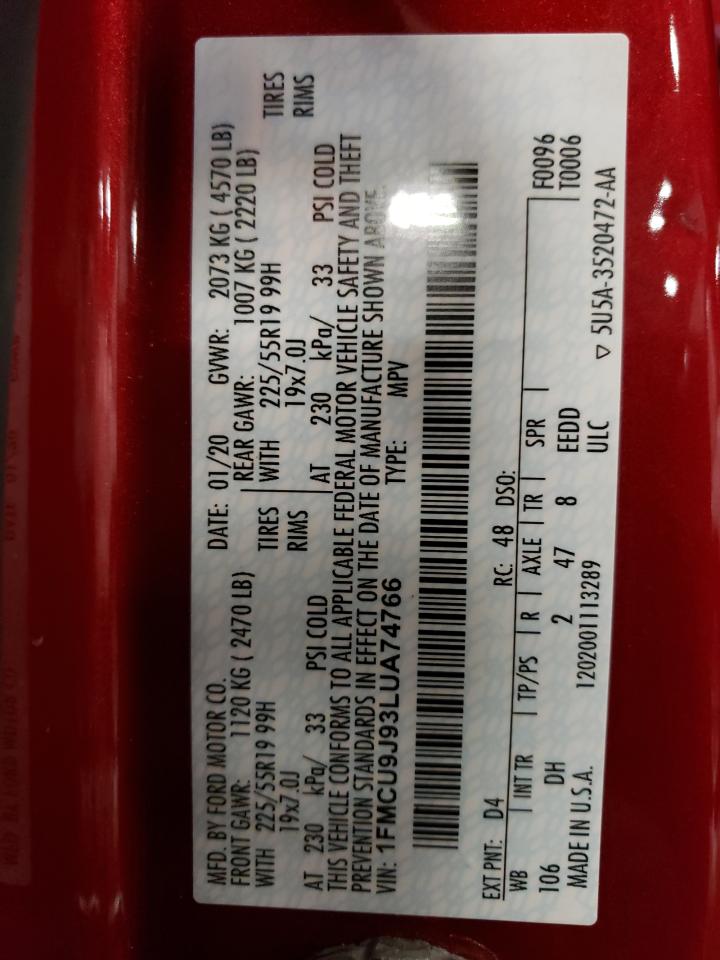 MFD. BY FORD MOTOR CO. DATE: 01/20 GVWR: 2073 KG ( 4570 LB)
FRONT GAWR: 1120 KG ( 2470 LB) REAR GAWR: 1007 KG ( 2220 LB)
WITH 225/55R19 99H TIRES WITH 225/55R19 99H TIRES
19x7.0J RIMS 19x7.0J RIMS
AT 230 kPa/ 33 PSI COLD AT 230 kPa/ 33 PSI COLD
THIS VEHICLE CONFORMS TO ALL APPLICABLE FEDERAL MOTOR VEHICLE SAFETY AND THEFT
PREVENTION STANDARDS IN EFFECT ON THE DATE OF MANUFACTURE SHOWN ABOVE.
VIN: 1FMCU9J93LUA74766 TYPE: MPV
EXT PNT: D4 RC: 48 DSO: F0096
WB INT TR TP/PS R AXLE TR SPR T0006
106 DH 2 47 8 EEDD
MADE IN U.S.A. 1202001113289 ULC ▽ 5U5A-3520472-AA